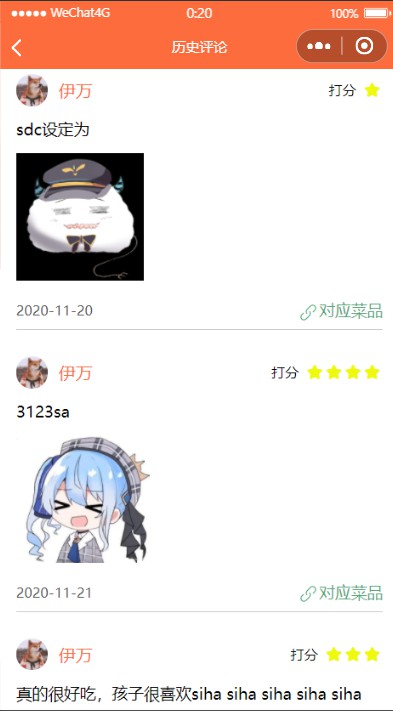 WeChat4G 0:20 100%
历史评论
伊万 打分
sdc设定为
2020-11-20 对应菜品
伊万 打分
3123sa
2020-11-21 对应菜品
伊万 打分
真的很好吃，孩子很喜欢siha siha siha siha siha